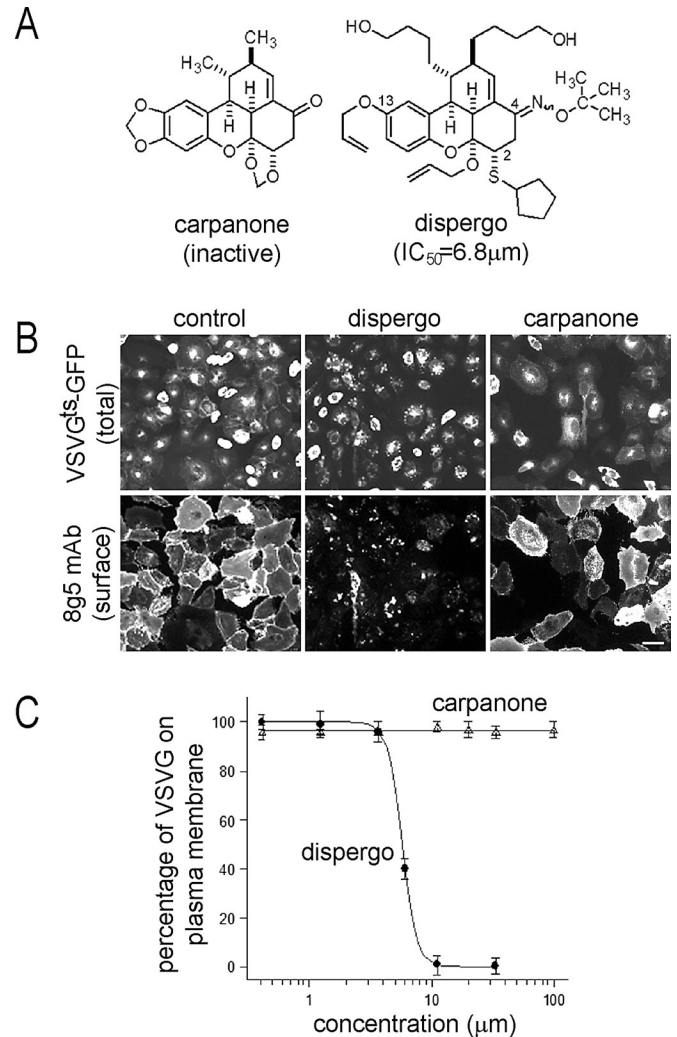 A
CH3
H3C
H
H
O
O
O
O
O
O
carpanone
(inactive)
HO
OH
13
O
H
H
4
N
O
CH3
CH3
H3C
O
O
2
S
dispergo
(IC50=6.8μm)
B
control
dispergo
carpanone
VSVGts-GFP
(total)
8g5 mAb
(surface)
C
percentage of VSVG on
plasma membrane
100
80
60
40
20
0
carpanone
dispergo
1
10
100
concentration (μm)